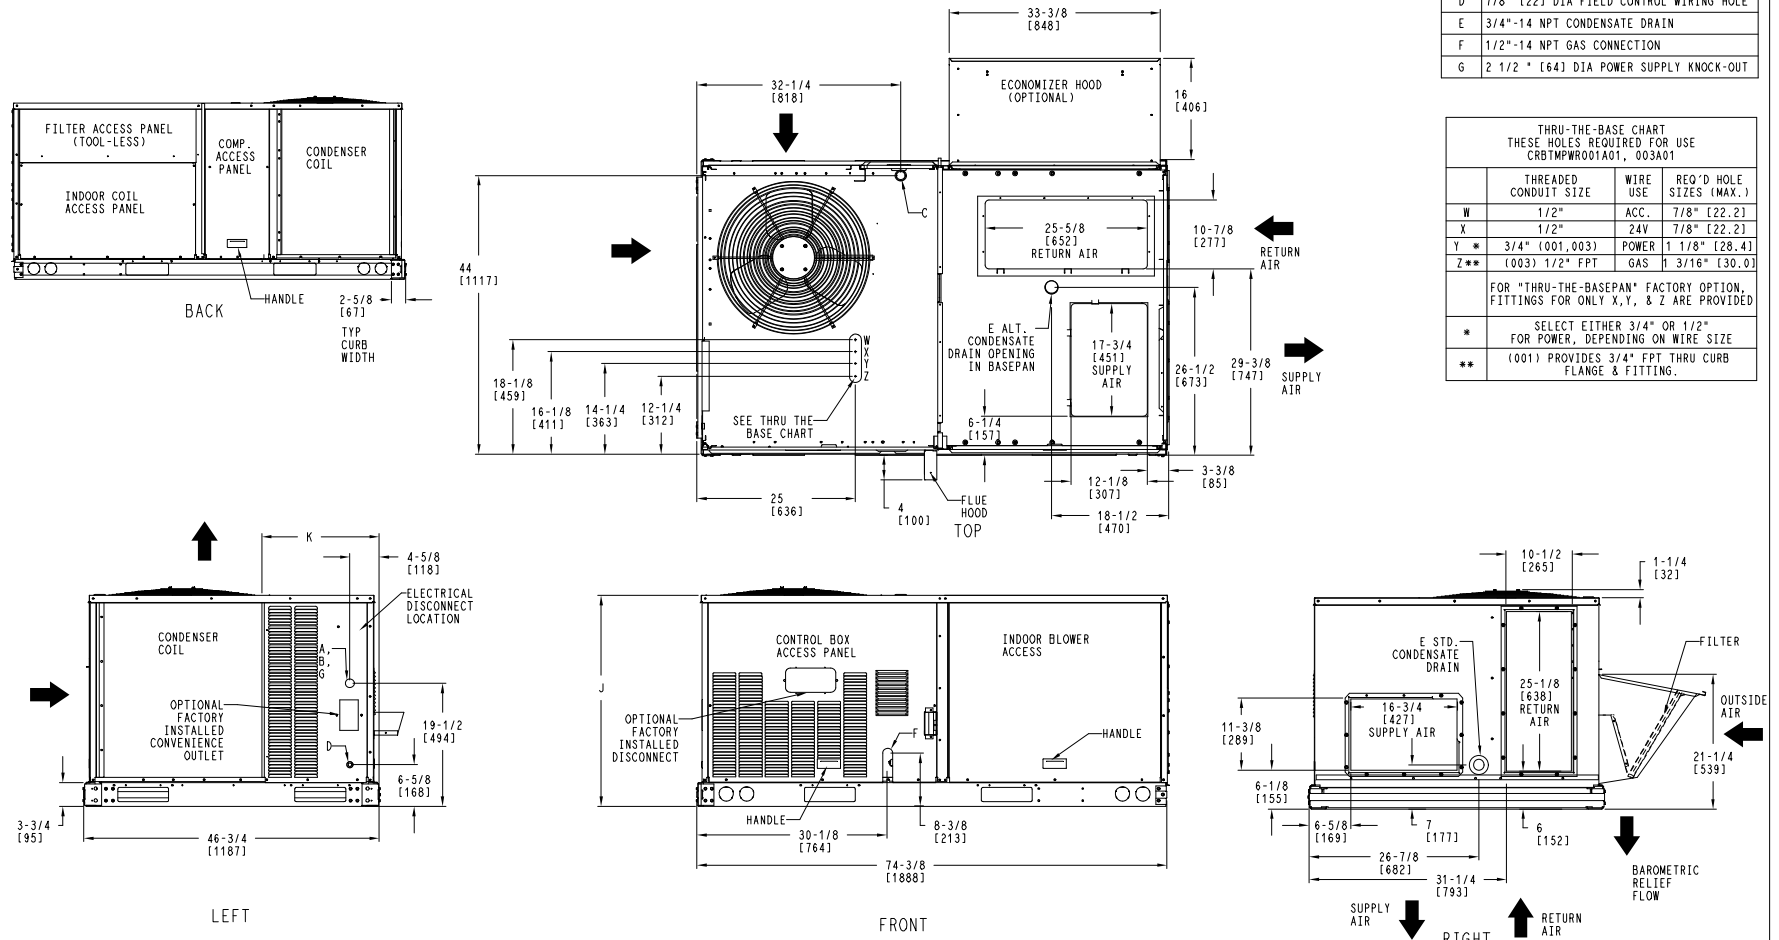 D 7/8" [22] DIA FIELD CONTROL WIRING HOLE
E 3/4"-14 NPT CONDENSATE DRAIN
F 1/2"-14 NPT GAS CONNECTION
G 2 1/2 " [64] DIA POWER SUPPLY KNOCK-OUT
THRU-THE-BASE CHART
THESE HOLES REQUIRED FOR USE
CRBTMPWR001A01, 003A01
THREADED CONDUIT SIZE WIRE USE REQ'D HOLE SIZES (MAX.)
W 1/2" ACC. 7/8" [22.2]
X 1/2" 24V 7/8" [22.2]
Y * 3/4" (001,003) POWER 1 1/8" [28.4]
Z** (003) 1/2" FPT GAS 1 3/16" [30.0]
FOR "THRU-THE-BASEPAN" FACTORY OPTION,
FITTINGS FOR ONLY X,Y, & Z ARE PROVIDED
* SELECT EITHER 3/4" OR 1/2"
FOR POWER, DEPENDING ON WIRE SIZE
** (001) PROVIDES 3/4" FPT THRU CURB
FLANGE & FITTING.
FILTER ACCESS PANEL
(TOOL-LESS)
INDOOR COIL
ACCESS PANEL
COMP.
ACCESS
PANEL
CONDENSER
COIL
HANDLE
2-5/8
[67]
TYP
CURB
WIDTH
BACK
33-3/8
[848]
32-1/4
[818]
ECONOMIZER HOOD
(OPTIONAL)
16
[406]
C
44
[1117]
25-5/8
[652]
RETURN AIR
10-7/8
[277]
RETURN
AIR
E ALT.
CONDENSATE
DRAIN OPENING
IN BASEPAN
17-3/4
[451]
SUPPLY
AIR
26-1/2
[673]
29-3/8
[747]
SUPPLY
AIR
W
X
Y
Z
18-1/8
[459]
16-1/8
[411]
14-1/4
[363]
12-1/4
[312]
SEE THRU THE
BASE CHART
6-1/4
[157]
25
[636]
4
[100]
FLUE
HOOD
12-1/8
[307]
3-3/8
[85]
18-1/2
[470]
TOP
K
4-5/8
[118]
ELECTRICAL
DISCONNECT
LOCATION
CONDENSER
COIL
A,
B,
G
OPTIONAL
FACTORY
INSTALLED
CONVENIENCE
OUTLET
D
19-1/2
[494]
6-5/8
[168]
3-3/4
[95]
46-3/4
[1187]
LEFT
J
CONTROL BOX
ACCESS PANEL
INDOOR BLOWER
ACCESS
OPTIONAL
FACTORY
INSTALLED
DISCONNECT
F
HANDLE
HANDLE
30-1/8
[764]
8-3/8
[213]
74-3/8
[1888]
FRONT
10-1/2
[265]
1-1/4
[32]
E STD.
CONDENSATE
DRAIN
FILTER
25-1/8
[638]
RETURN
AIR
16-3/4
[427]
SUPPLY AIR
11-3/8
[289]
OUTSIDE
AIR
21-1/4
[539]
6-1/8
[155]
6-5/8
[169]
7
[177]
6
[152]
26-7/8
[682]
31-1/4
[793]
BAROMETRIC
RELIEF
FLOW
SUPPLY
AIR
RETURN
AIR
RIGHT